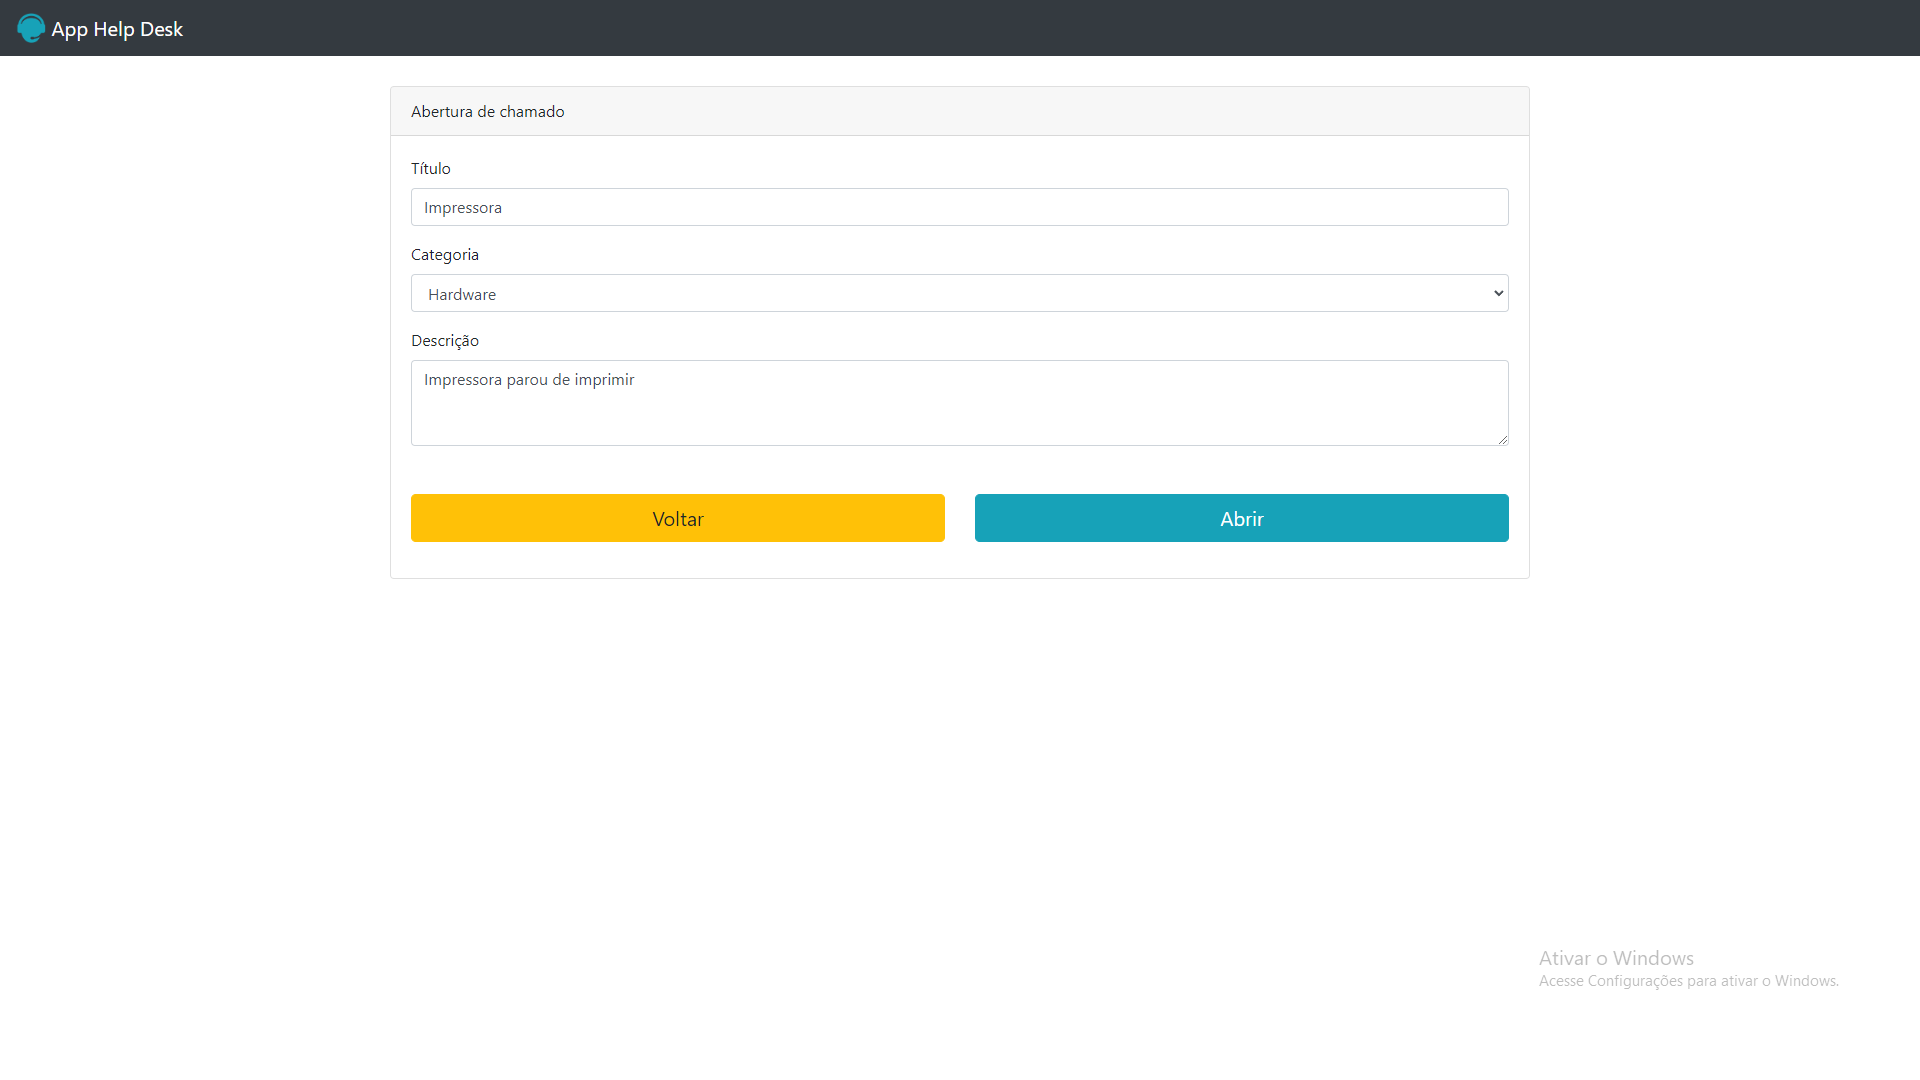 App Help Desk
Abertura de chamado
Título
Impressora
Categoria
Hardware
Descrição
Impressora parou de imprimir
Voltar
Abrir
Ativar o Windows
Acesse Configurações para ativar o Windows.